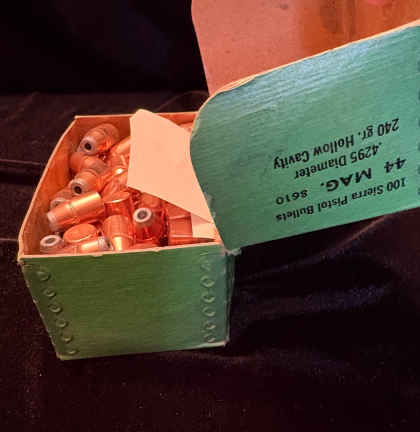 100 Sierra Pistol Bullets
44 MAG. 8610
.4295 Diameter
240 gr. Hollow Cavity